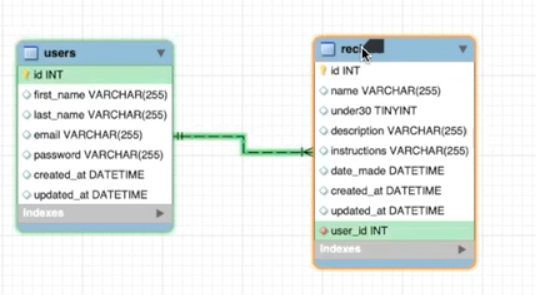 users
id INT
first_name VARCHAR(255)
last_name VARCHAR(255)
email VARCHAR(255)
password VARCHAR(255)
created_at DATETIME
updated_at DATETIME
Indexes
id INT
name VARCHAR(255)
under30 TINYINT
description VARCHAR(255)
instructions VARCHAR(255)
date_made DATETIME
created_at DATETIME
updated_at DATETIME
user_id INT
Indexes